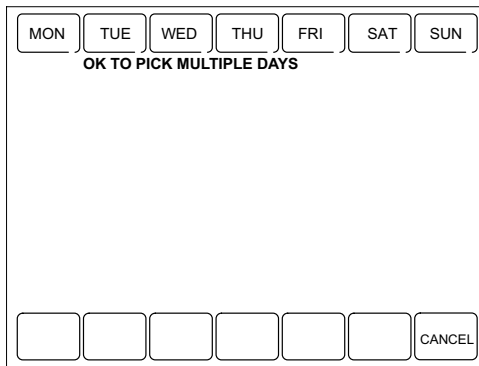 MON TUE WED THU FRI SAT SUN
OK TO PICK MULTIPLE DAYS
CANCEL